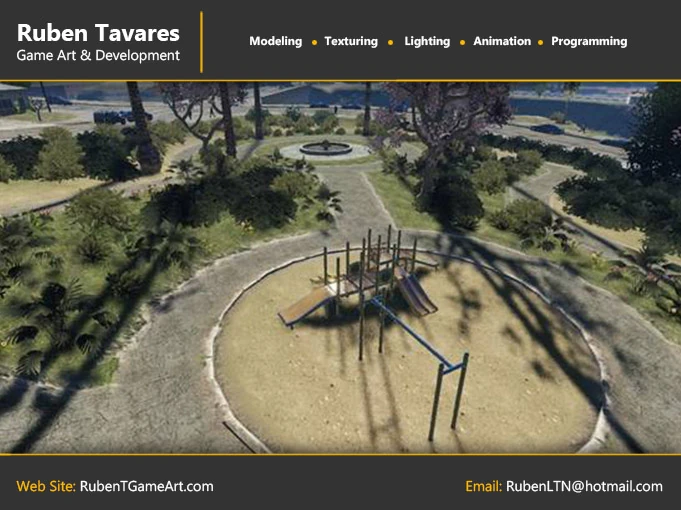 Ruben Tavares
Game Art & Development
Modeling • Texturing • Lighting • Animation • Programming
Web Site: RubenTGameArt.com
Email: RubenLTN@hotmail.com